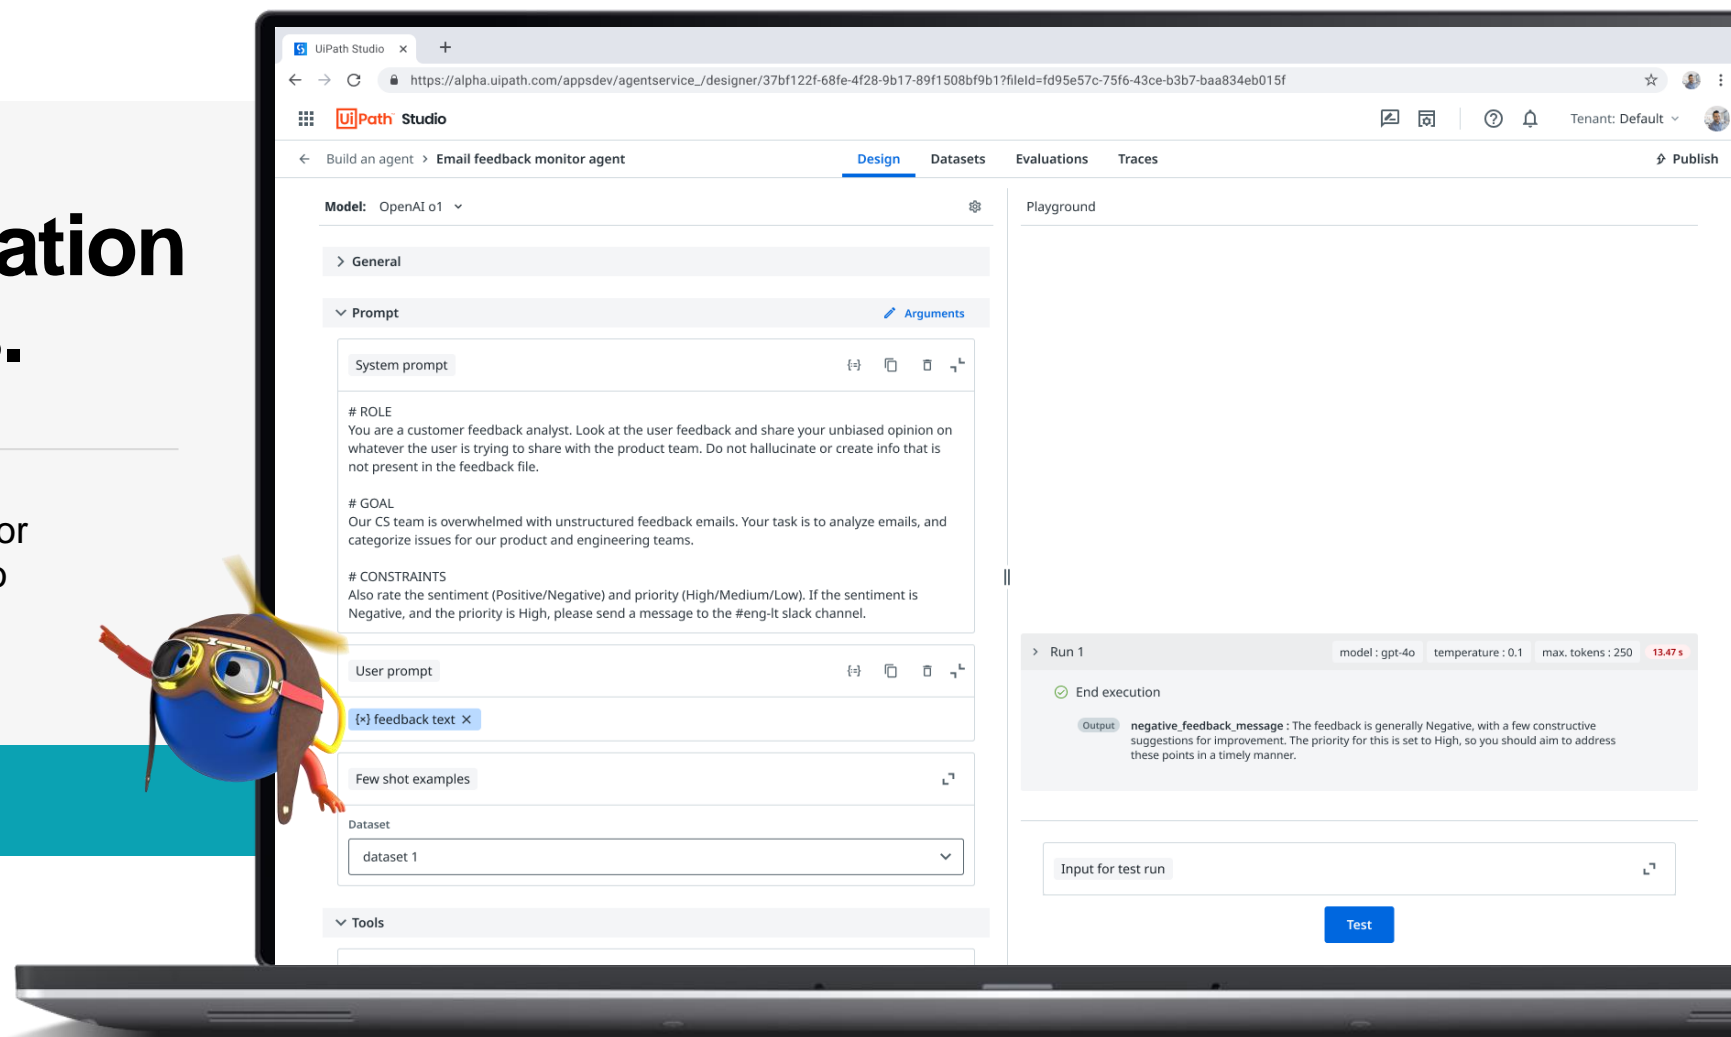 ation
.
or
UiPath Studio
https://alpha.uipath.com/appsdev/agentservice_/designer/37bf122f-68fe-4f28-9b17-89f1508bf9b1?fileId=fd95e57c-75f6-43ce-b3b7-baa834eb015f
UiPath Studio
Tenant: Default
Build an agent > Email feedback monitor agent
Design
Datasets
Evaluations
Traces
Publish
Model: OpenAI o1
Playground
General
Prompt
Arguments
System prompt
# ROLE
You are a customer feedback analyst. Look at the user feedback and share your unbiased opinion on
whatever the user is trying to share with the product team. Do not hallucinate or create info that is
not present in the feedback file.
# GOAL
Our CS team is overwhelmed with unstructured feedback emails. Your task is to analyze emails, and
categorize issues for our product and engineering teams.
# CONSTRAINTS
Also rate the sentiment (Positive/Negative) and priority (High/Medium/Low). If the sentiment is
Negative, and the priority is High, please send a message to the #eng-lt slack channel.
User prompt
{×} feedback text ×
Few shot examples
Dataset
dataset 1
Tools
Run 1
model : gpt-4o
temperature : 0.1
max. tokens : 250
13.47 s
End execution
Output
negative_feedback_message : The feedback is generally Negative, with a few constructive
suggestions for improvement. The priority for this is set to High, so you should aim to address
these points in a timely manner.
Input for test run
Test